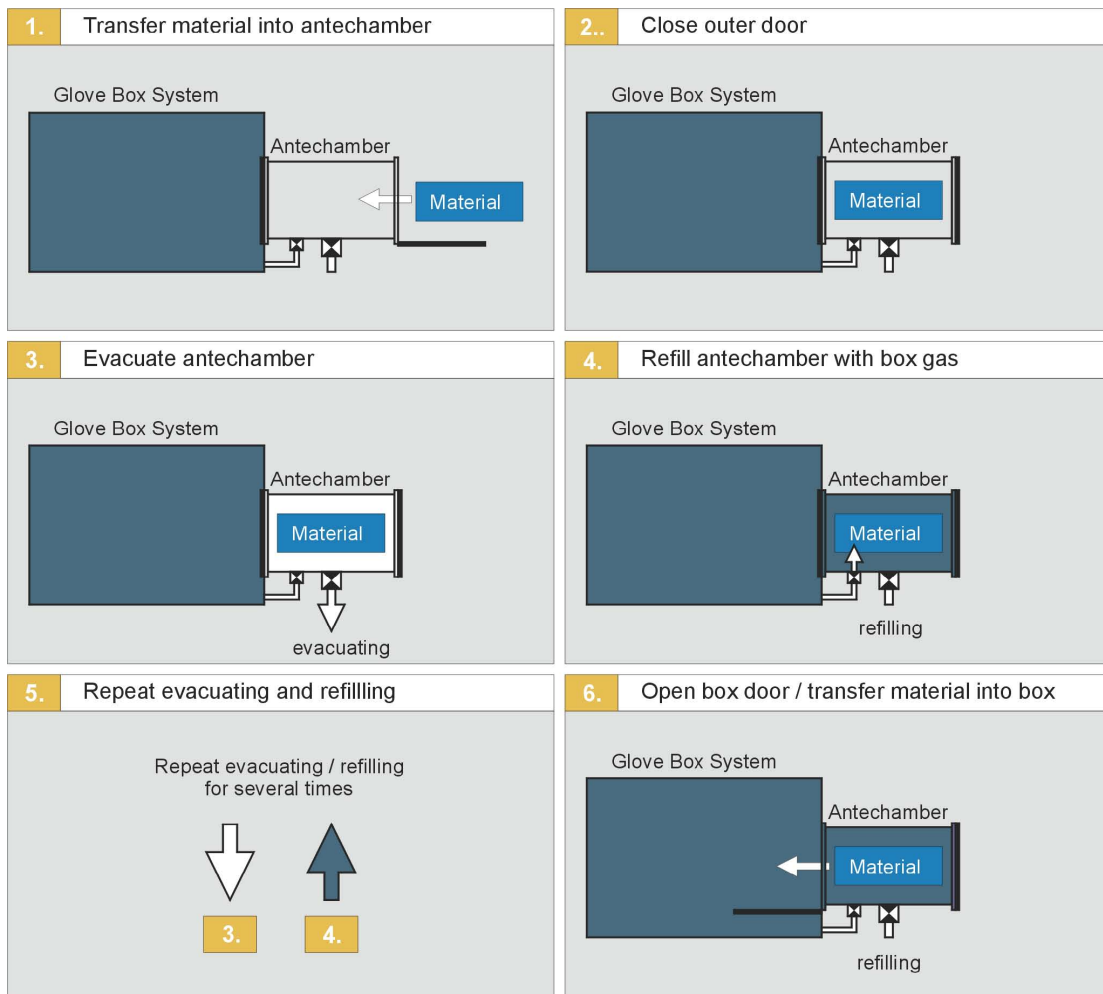 1. Transfer material into antechamber
Glove Box System
Antechamber
Material
2.. Close outer door
Glove Box System
Antechamber
Material
3. Evacuate antechamber
Glove Box System
Antechamber
Material
evacuating
4. Refill antechamber with box gas
Glove Box System
Antechamber
Material
refilling
5. Repeat evacuating and refillling
Repeat evacuating / refilling
for several times
3. 4.
6. Open box door / transfer material into box
Glove Box System
Antechamber
Material
refilling